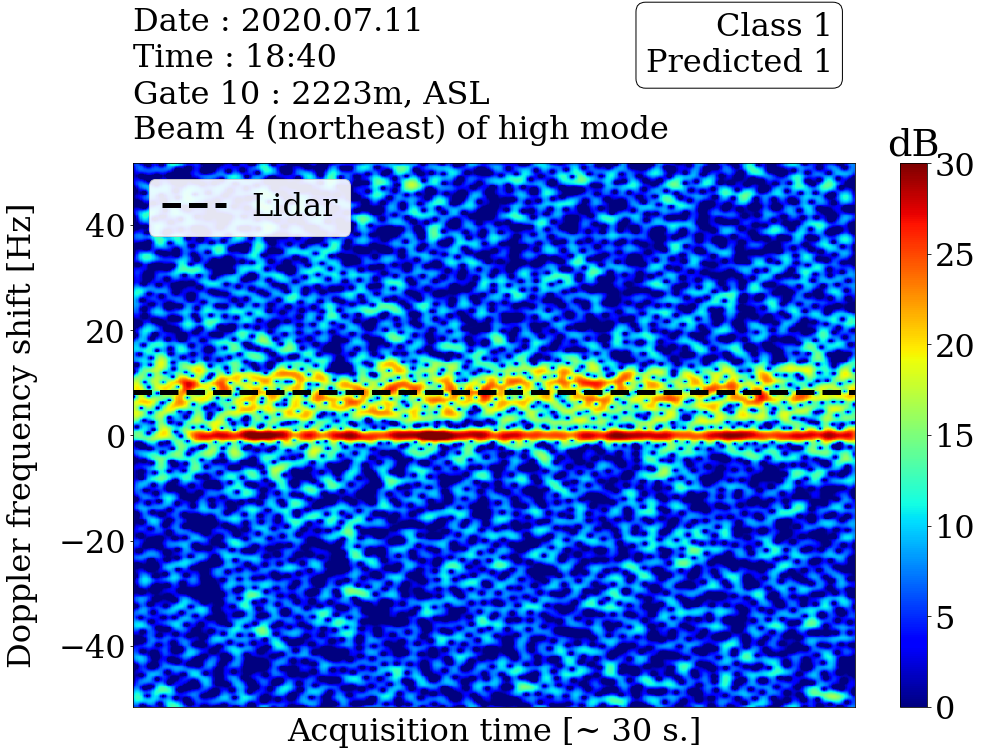 Date : 2020.07.11
Time : 18:40
Gate 10 : 2223m, ASL
Beam 4 (northeast) of high mode
Class 1
Predicted 1
dB
Lidar
Doppler frequency shift [Hz]
40
20
0
−20
−40
30
25
20
15
10
5
0
Acquisition time [~ 30 s.]